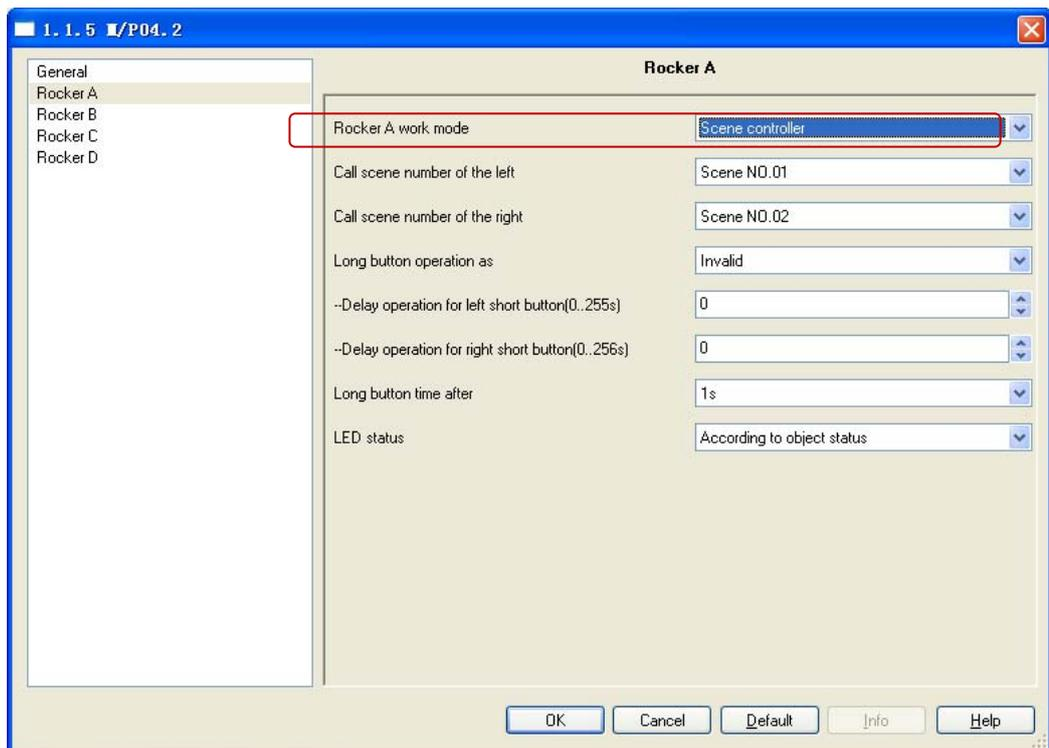 1.1.5 M/P04.2
General
Rocker A
Rocker B
Rocker C
Rocker D
Rocker A
Rocker A work mode Scene controller
Call scene number of the left Scene NO.01
Call scene number of the right Scene NO.02
Long button operation as Invalid
--Delay operation for left short button(0..255s) 0
--Delay operation for right short button(0..256s) 0
Long button time after 1s
LED status According to object status
OK Cancel Default Info Help